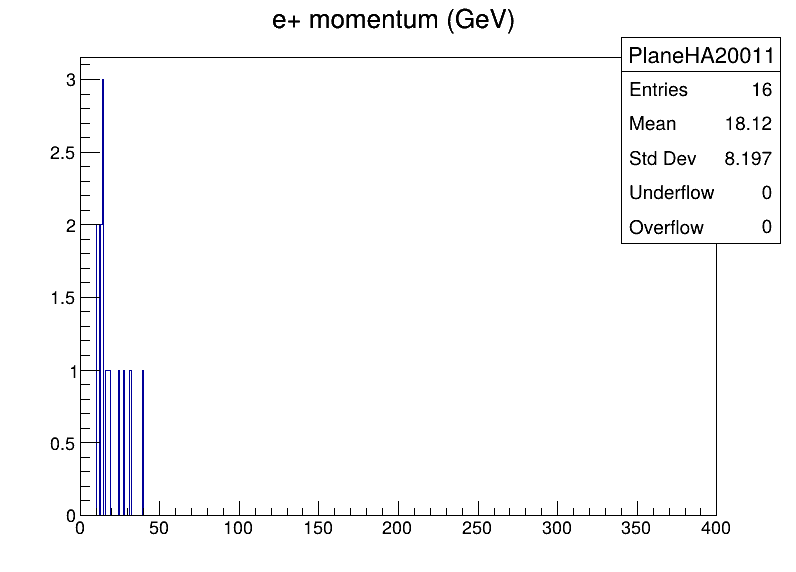 e+ momentum (GeV)
PlaneHA20011
Entries 16
Mean 18.12
Std Dev 8.197
Underflow 0
Overflow 0
3
2.5
2
1.5
1
0.5
0
0 50 100 150 200 250 300 350 400